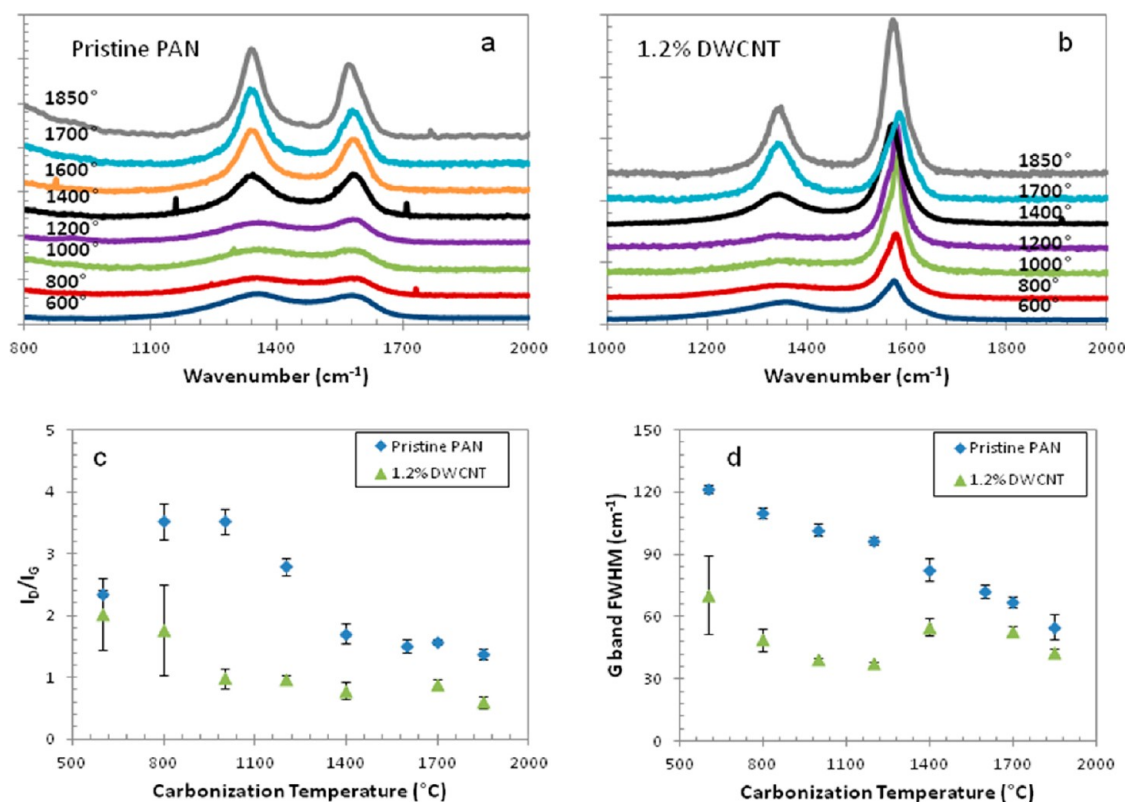 Pristine PAN
a
1850°
1700°
1600°
1400°
1200°
1000°
800°
600°
800 1100 1400 1700 2000
Wavenumber (cm-1)
1.2% DWCNT
b
1850°
1700°
1400°
1200°
1000°
800°
600°
1000 1200 1400 1600 1800 2000
Wavenumber (cm-1)
c
Pristine PAN
1.2% DWCNT
ID/IG
5
4
3
2
1
0
500 800 1100 1400 1700 2000
Carbonization Temperature (°C)
d
Pristine PAN
1.2% DWCNT
G band FWHM (cm-1)
150
120
90
60
30
0
500 800 1100 1400 1700 2000
Carbonization Temperature (°C)